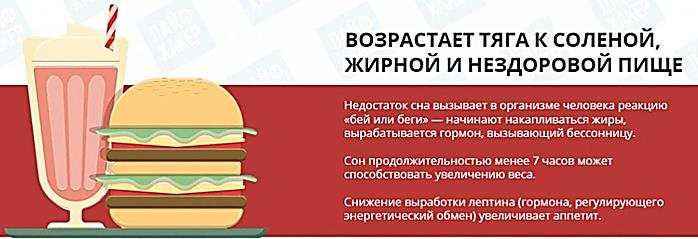 ВОЗРАСТАЕТ ТЯГА К СОЛЕНОЙ,
ЖИРНОЙ И НЕЗДОРОВОЙ ПИЩЕ
Недостаток сна вызывает в организме человека реакцию
«бей или беги» — начинают накапливаться жиры,
вырабатывается гормон, вызывающий бессонницу.
Сон продолжительностью менее 7 часов может
способствовать увеличению веса.
Снижение выработки лептина (гормона, регулирующего
энергетический обмен) увеличивает аппетит.
ЛАЙФ
ХАКЕР